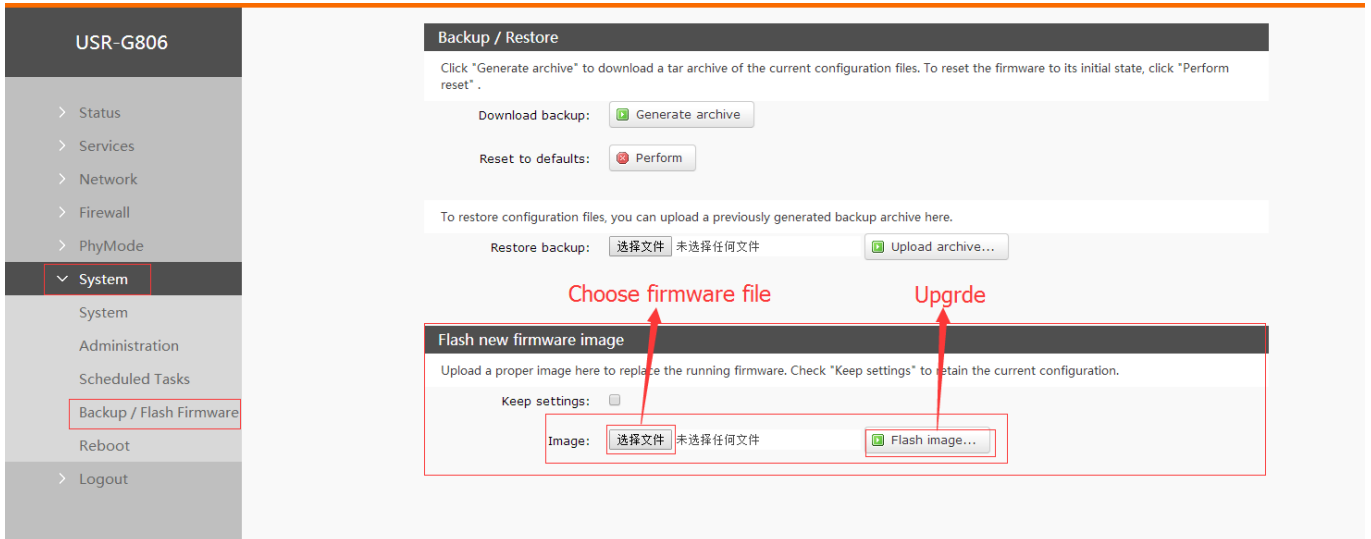 USR-G806
Status
Services
Network
Firewall
PhyMode
System
System
Administration
Scheduled Tasks
Backup / Flash Firmware
Reboot
Logout
Backup / Restore
Click "Generate archive" to download a tar archive of the current configuration files. To reset the firmware to its initial state, click "Perform
reset" .
Download backup: Generate archive
Reset to defaults: Perform
To restore configuration files, you can upload a previously generated backup archive here.
Restore backup: 选择文件 未选择任何文件 Upload archive...
Choose firmware file Upgrde
Flash new firmware image
Upload a proper image here to replace the running firmware. Check "Keep settings" to retain the current configuration.
Keep settings:
Image: 选择文件 未选择任何文件 Flash image...